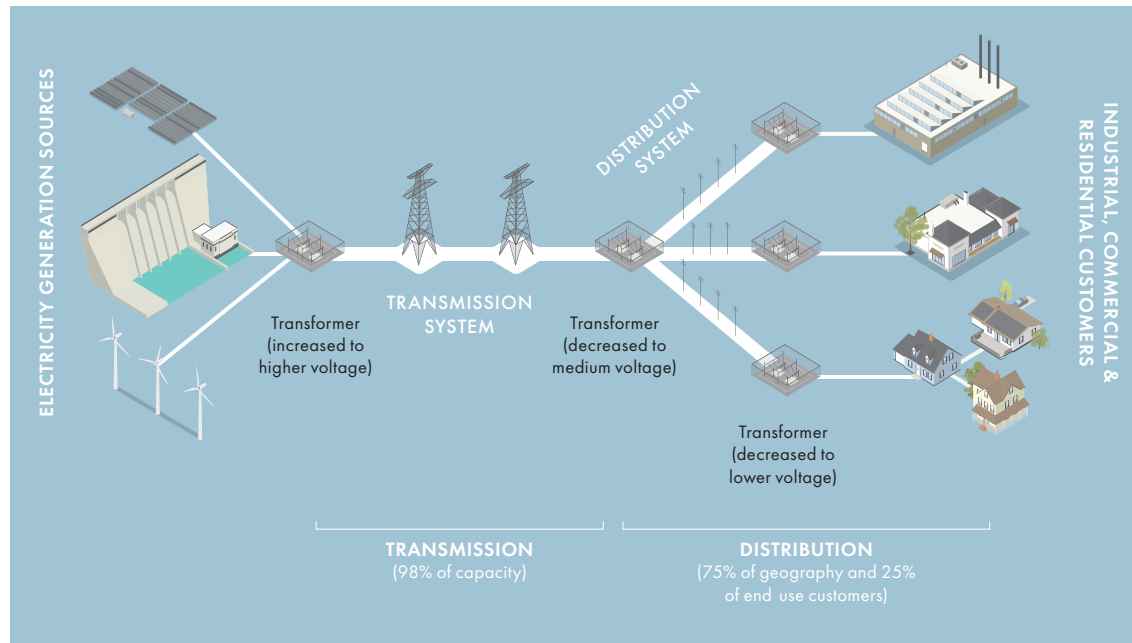 ELECTRICITY GENERATION SOURCES
TRANSMISSION
SYSTEM
DISTRIBUTION
SYSTEM
INDUSTRIAL, COMMERCIAL &
RESIDENTIAL CUSTOMERS
Transformer
(increased to
higher voltage)
Transformer
(decreased to
medium voltage)
Transformer
(decreased to
lower voltage)
TRANSMISSION
(98% of capacity)
DISTRIBUTION
(75% of geography and 25%
of end use customers)